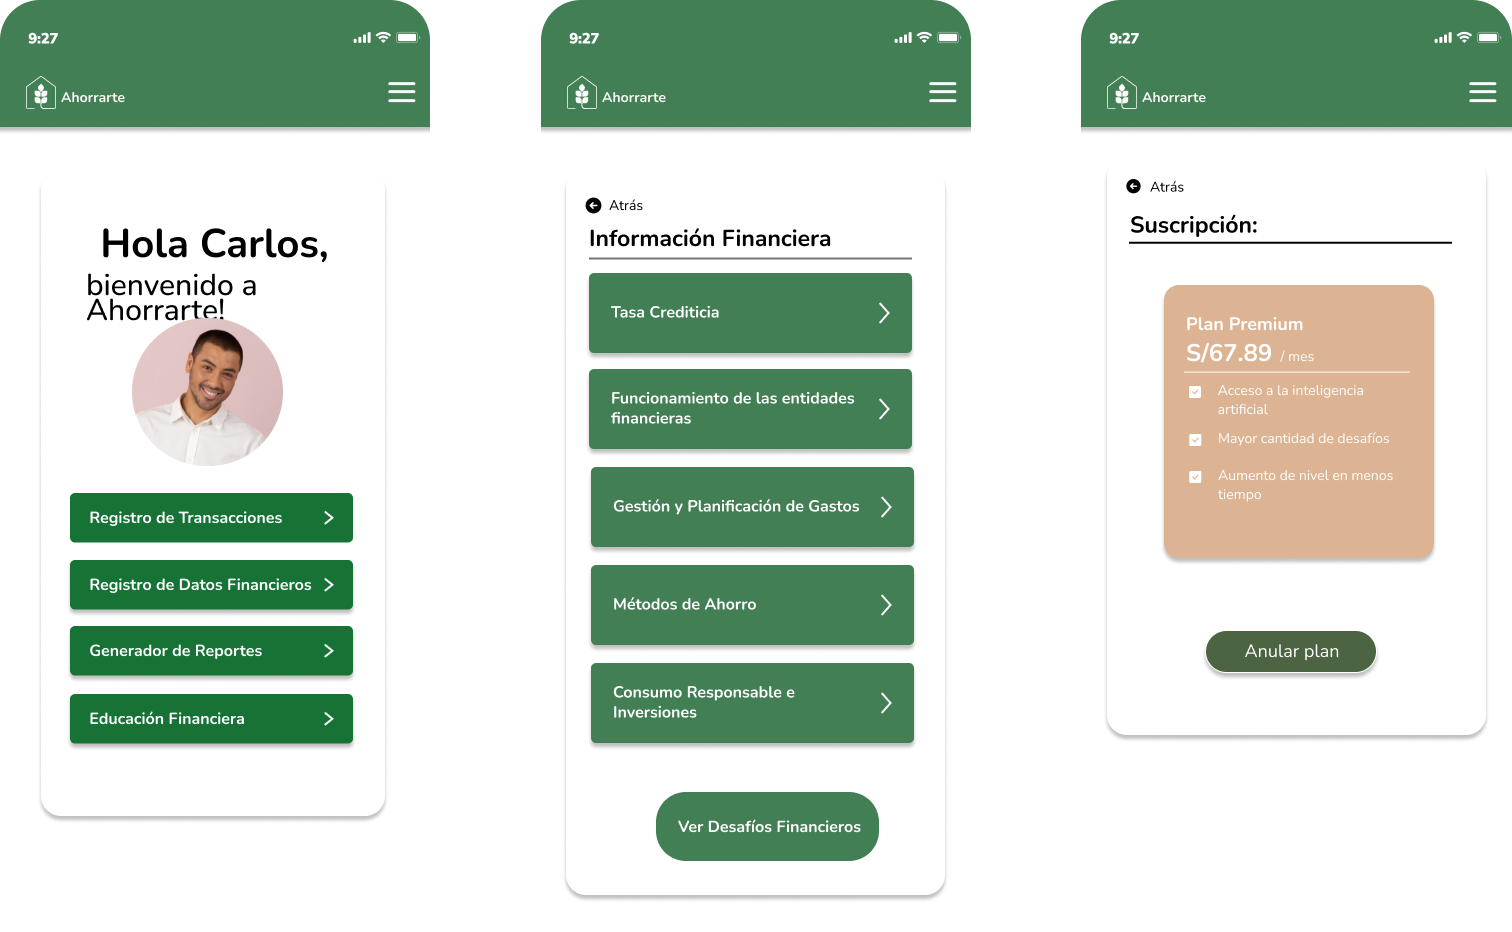 9:27
Ahorrarte
Hola Carlos,
bienvenido a
Ahorrarte!
Registro de Transacciones
Registro de Datos Financieros
Generador de Reportes
Educación Financiera
9:27
Ahorrarte
Atrás
Información Financiera
Tasa Crediticia
Funcionamiento de las entidades
financieras
Gestión y Planificación de Gastos
Métodos de Ahorro
Consumo Responsable e
Inversiones
Ver Desafíos Financieros
9:27
Ahorrarte
Atrás
Suscripción:
Plan Premium
S/67.89 / mes
Acceso a la inteligencia
artificial
Mayor cantidad de desafíos
Aumento de nivel en menos
tiempo
Anular plan